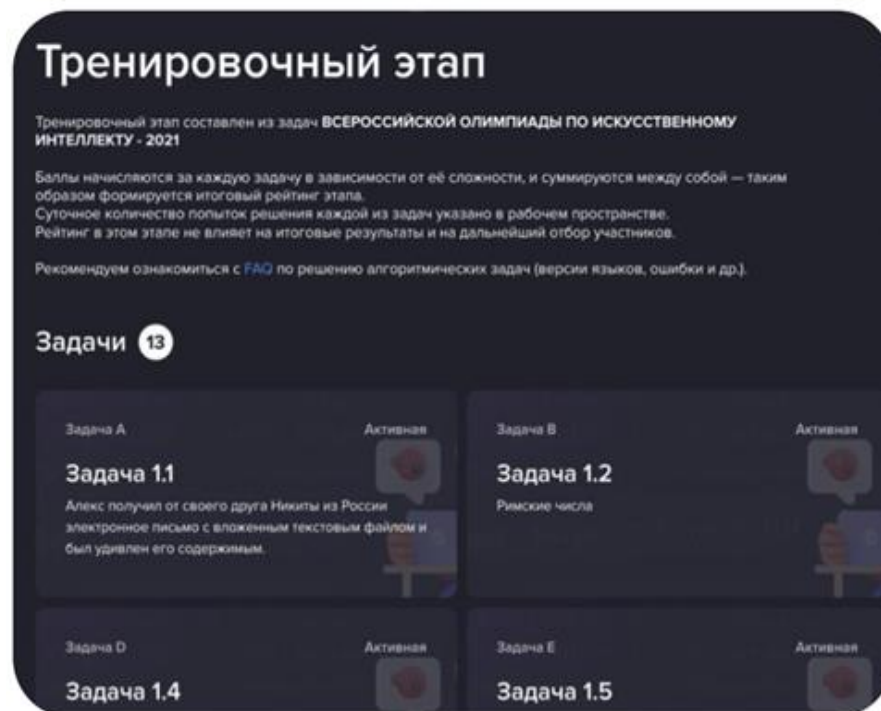 Тренировочный этап
Тренировочный этап составлен из задач ВСЕРОССИЙСКОЙ ОЛИМПИАДЫ ПО ИСКУССТВЕННОМУ
ИНТЕЛЛЕКТУ - 2021
Баллы начисляются за каждую задачу в зависимости от её сложности, и суммируются между собой — таким
образом формируется итоговый рейтинг этапа.
Суточное количество попыток решения каждой из задач указано в рабочем пространстве.
Рейтинг в этом этапе не влияет на итоговые результаты и на дальнейший отбор участников.
Рекомендуем ознакомиться с FAQ по решению алгоритмических задач (версии языков, ошибки и др.).
Задачи 13
Задача A Активная
Задача 1.1
Алекс получил от своего друга Никиты из России
электронное письмо с вложенным текстовым файлом и
был удивлен его содержимым.
Задача B Активная
Задача 1.2
Римские числа
Задача D Активная
Задача 1.4
Задача E Активная
Задача 1.5